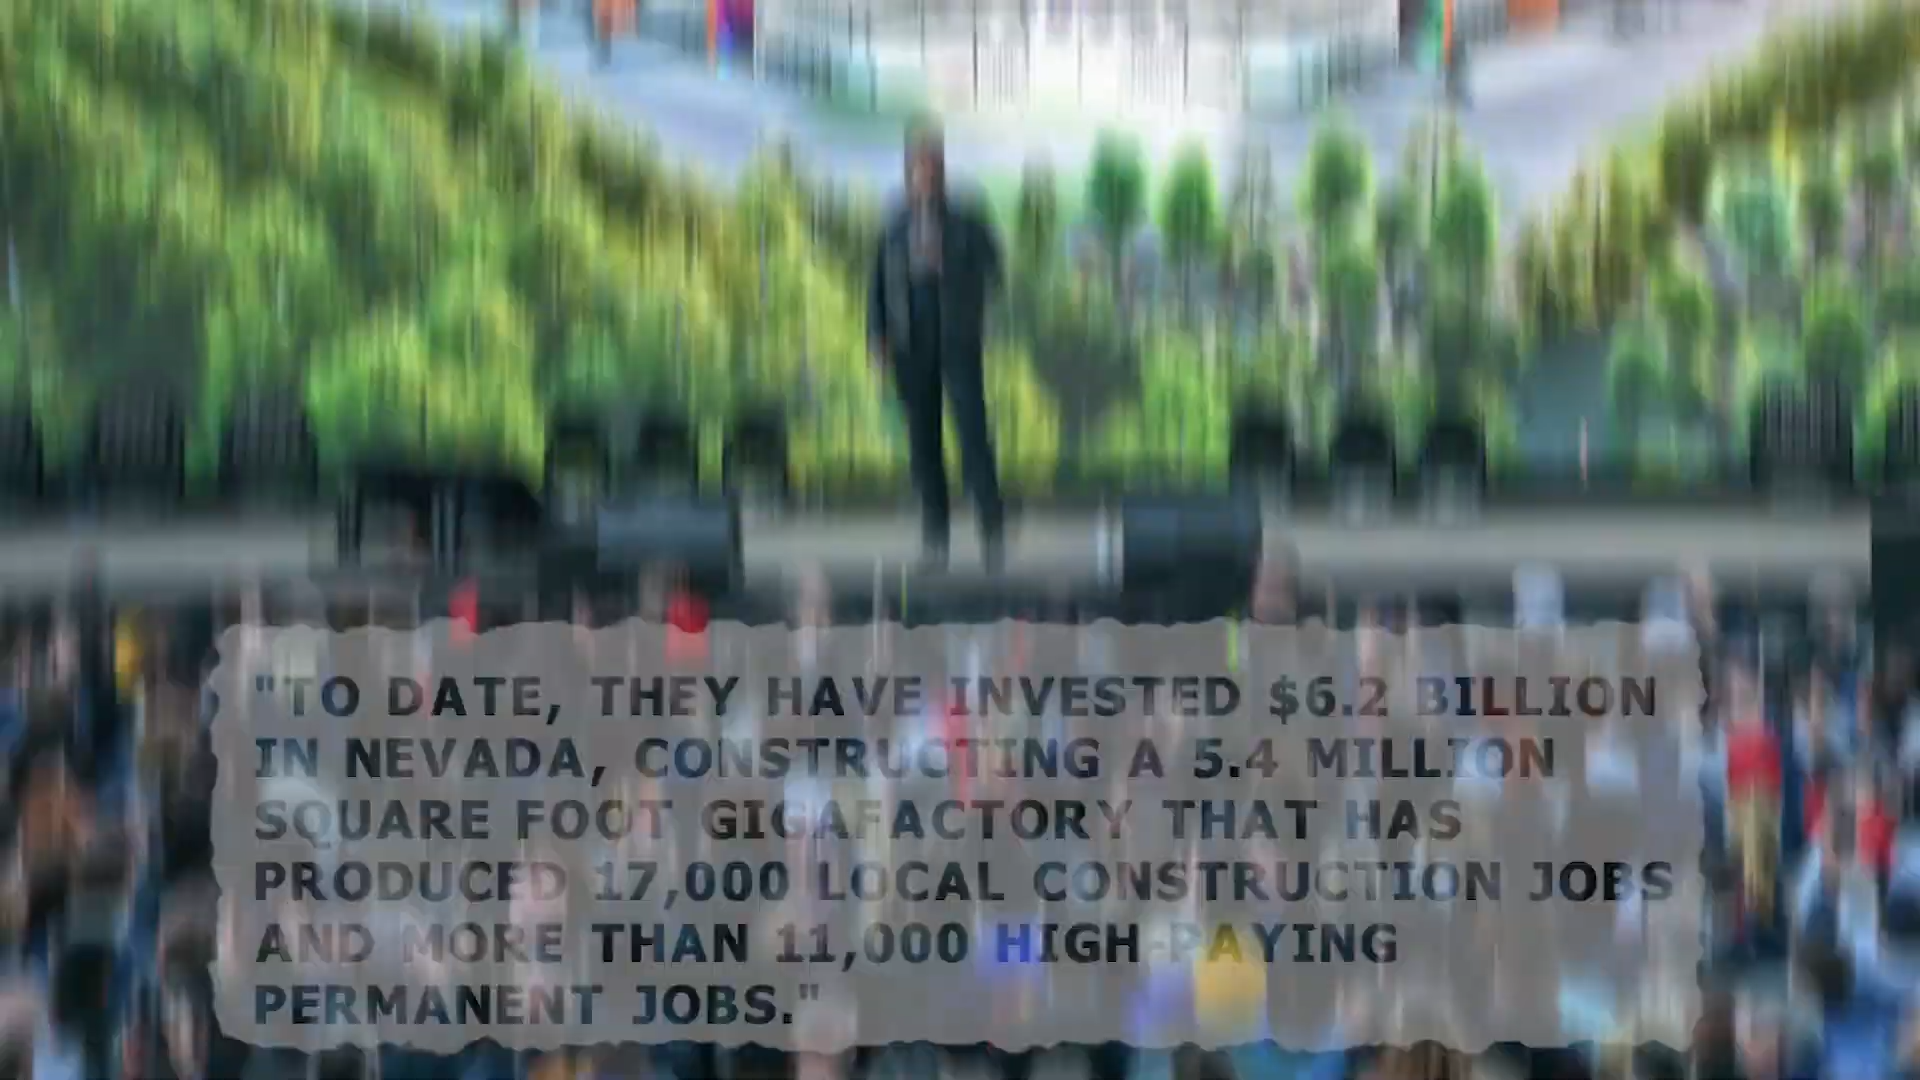 "TO DATE, THEY HAVE INVESTED $6.2 BILLION
IN NEVADA, CONSTRUCTING A 5.4 MILLION
SQUARE FOOT GIGAFACTORY THAT HAS
PRODUCED 17,000 LOCAL CONSTRUCTION JOBS
AND MORE THAN 11,000 HIGH-PAYING
PERMANENT JOBS."